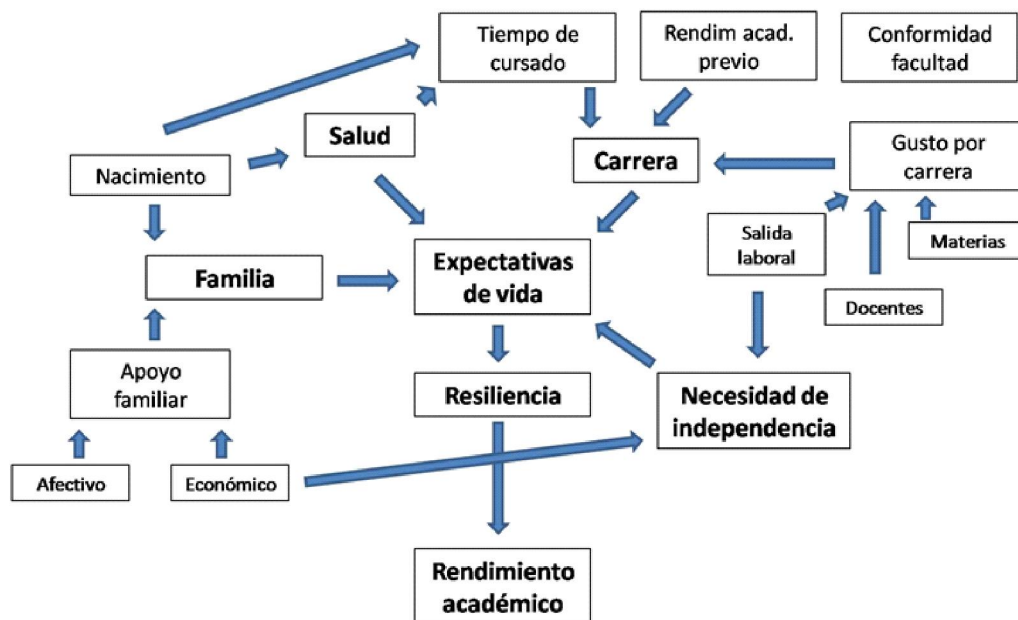 Tiempo de
cursado
Rendim acad.
previo
Conformidad
facultad
Salud
Carrera
Gusto por
carrera
Nacimiento
Salida
laboral
Materias
Familia
Expectativas
de vida
Docentes
Apoyo
familiar
Resiliencia
Necesidad de
independencia
Afectivo
Económico
Rendimiento
académico